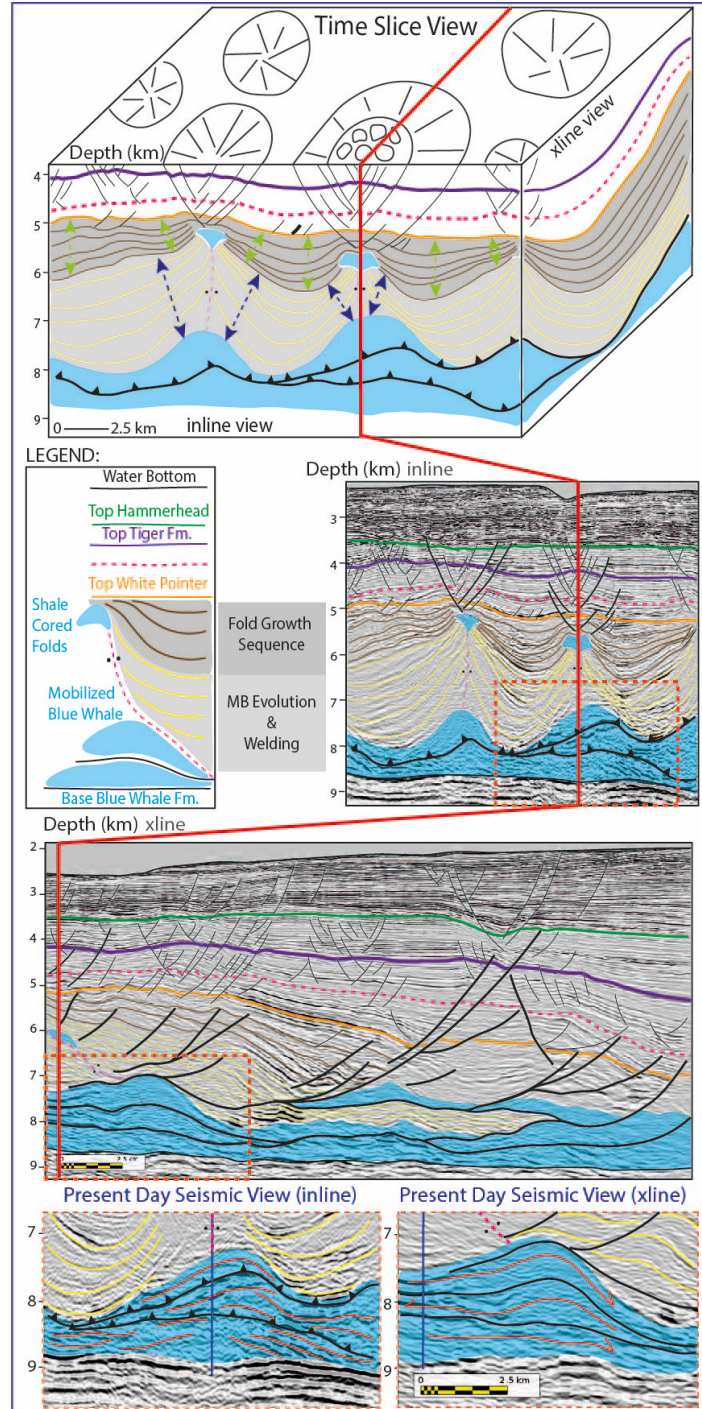 Time Slice View
xline view
Depth (km)
4
5
6
7
8
9
0 2.5 km
inline view
LEGEND:
Water Bottom
Top Hammerhead
Top Tiger Fm.
Top White Pointer
Shale
Cored
Folds
Fold Growth
Sequence
Mobilized
Blue Whale
MB Evolution
&
Welding
Base Blue Whale Fm.
Depth (km) inline
3
4
5
6
7
8
9
Depth (km) xline
2
3
4
5
6
7
8
9
2.5 km
Present Day Seismic View (inline)
Present Day Seismic View (xline)
7
8
9
7
8
9
0
2.5 km